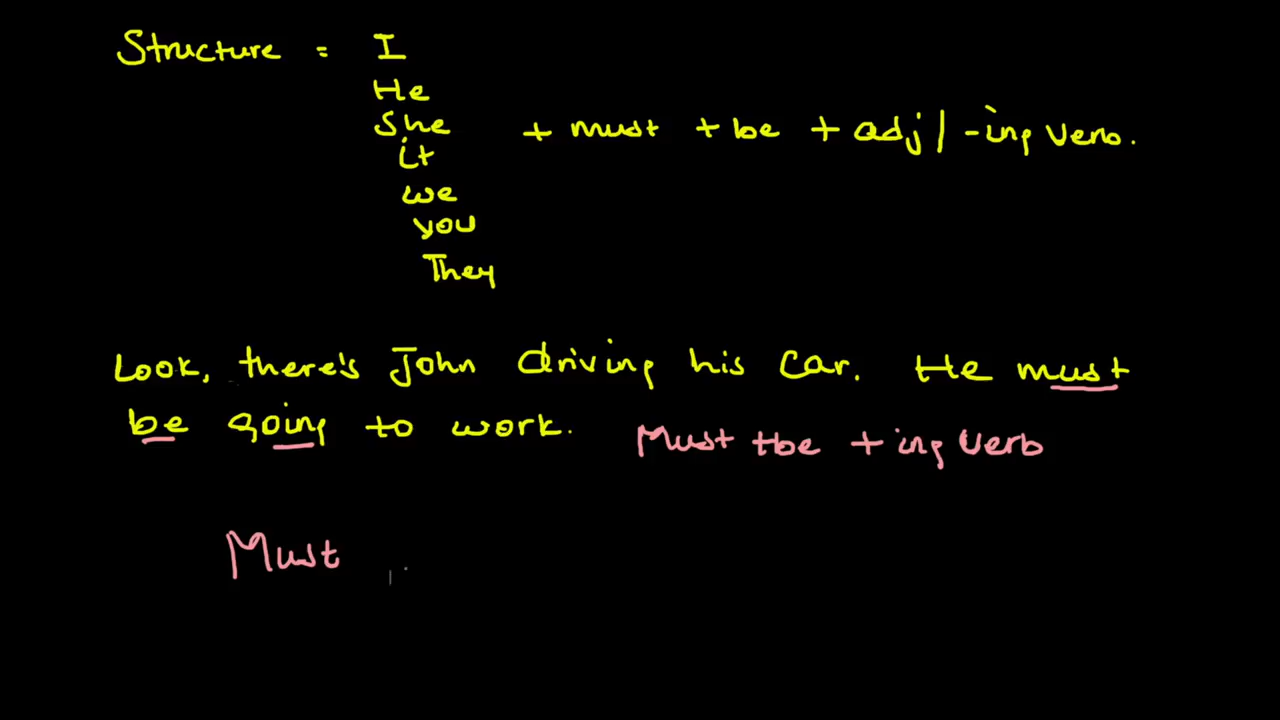 Structure = I
He
She + must + be + adj / -ing verb.
it
we
you
They
Look, there's John driving his car. He must
be going to work. Must + be + ing verb
Must